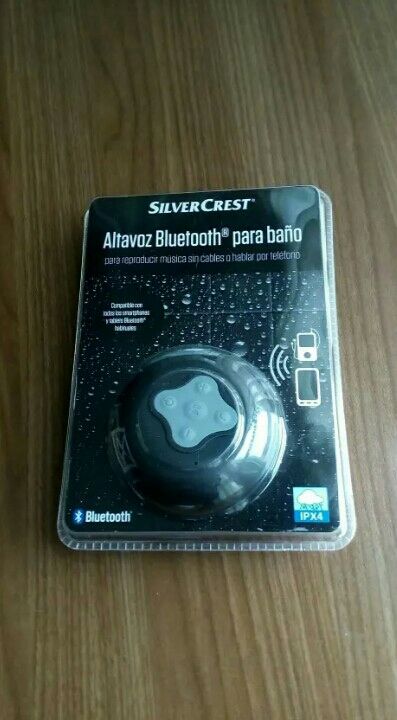 SILVERCREST®
Altavoz Bluetooth® para baño
para reproducir música sin cables o hablar por teléfono
Compatible con
todos los smartphones
y tablets Bluetooth®
habituales
Bluetooth®
IPX4